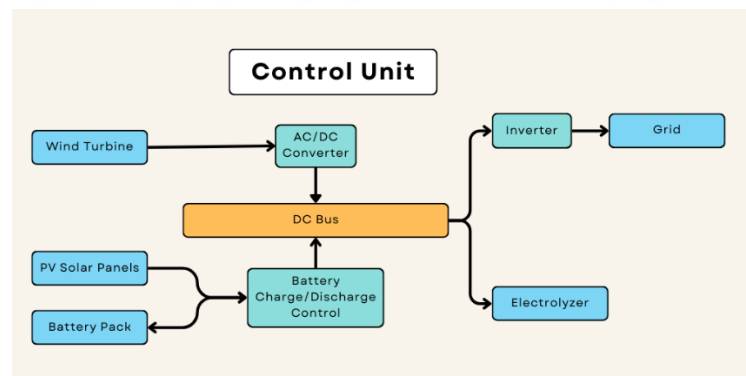 Control Unit
Wind Turbine
AC/DC
Converter
Inverter
Grid
DC Bus
PV Solar Panels
Battery
Charge/Discharge
Control
Battery Pack
Electrolyzer